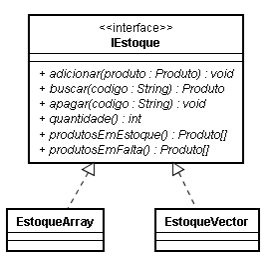 <<interface>>
IEstoque
+ adicionar(produto : Produto) : void
+ buscar(codigo : String) : Produto
+ apagar(codigo : String) : void
+ quantidade() : int
+ produtosEmEstoque() : Produto[]
+ produtosEmFalta() : Produto[]
EstoqueArray
EstoqueVector